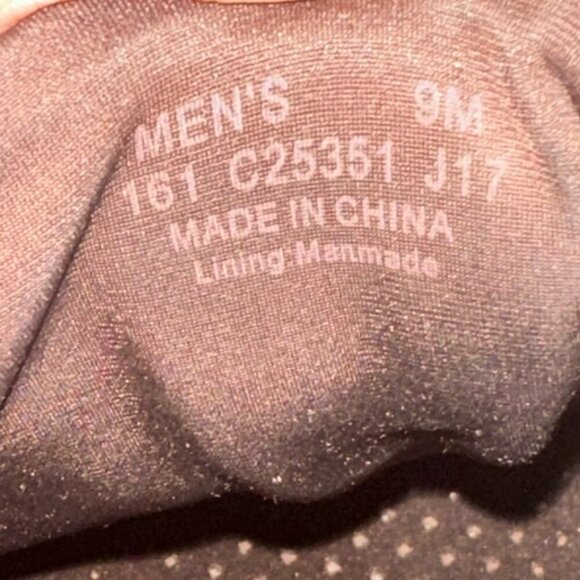 MEN'S 9M
161 C25351 J17
MADE IN CHINA
Lining Manmade